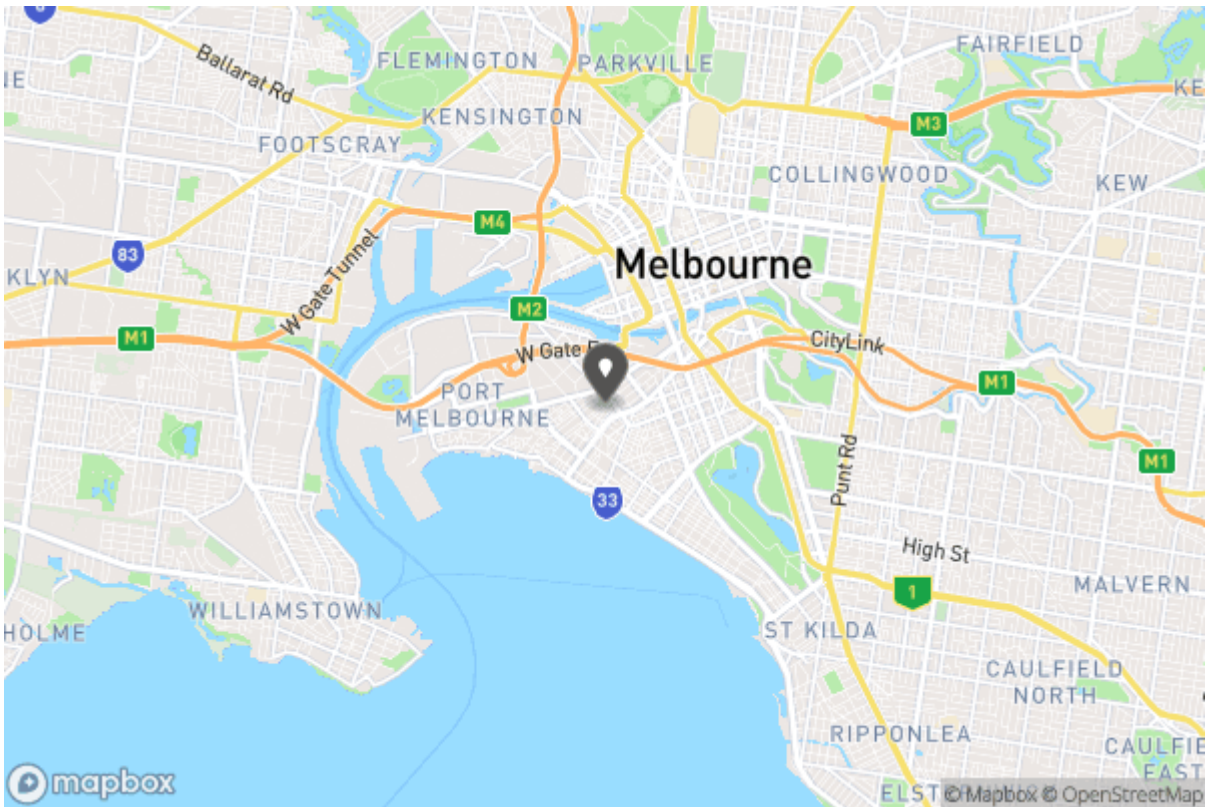 FAIRFIELD
FLEMINGTON
PARKVILLE
Ballarat Rd
KENSINGTON
M3
FOOTSCRAY
COLLINGWOOD
KEW
M4
83
Melbourne
KLYN
W Gate Tunnel
M2
M1
CityLink
W Gate F
M1
PORT
MELBOURNE
Punt Rd
M1
33
High St
MALVERN
1
WILLIAMSTOWN
ST KILDA
HOLME
CAULFIELD
NORTH
RIPPONLEA
CAULFIE
EAST
mapbox
© Mapbox © OpenStreetMap